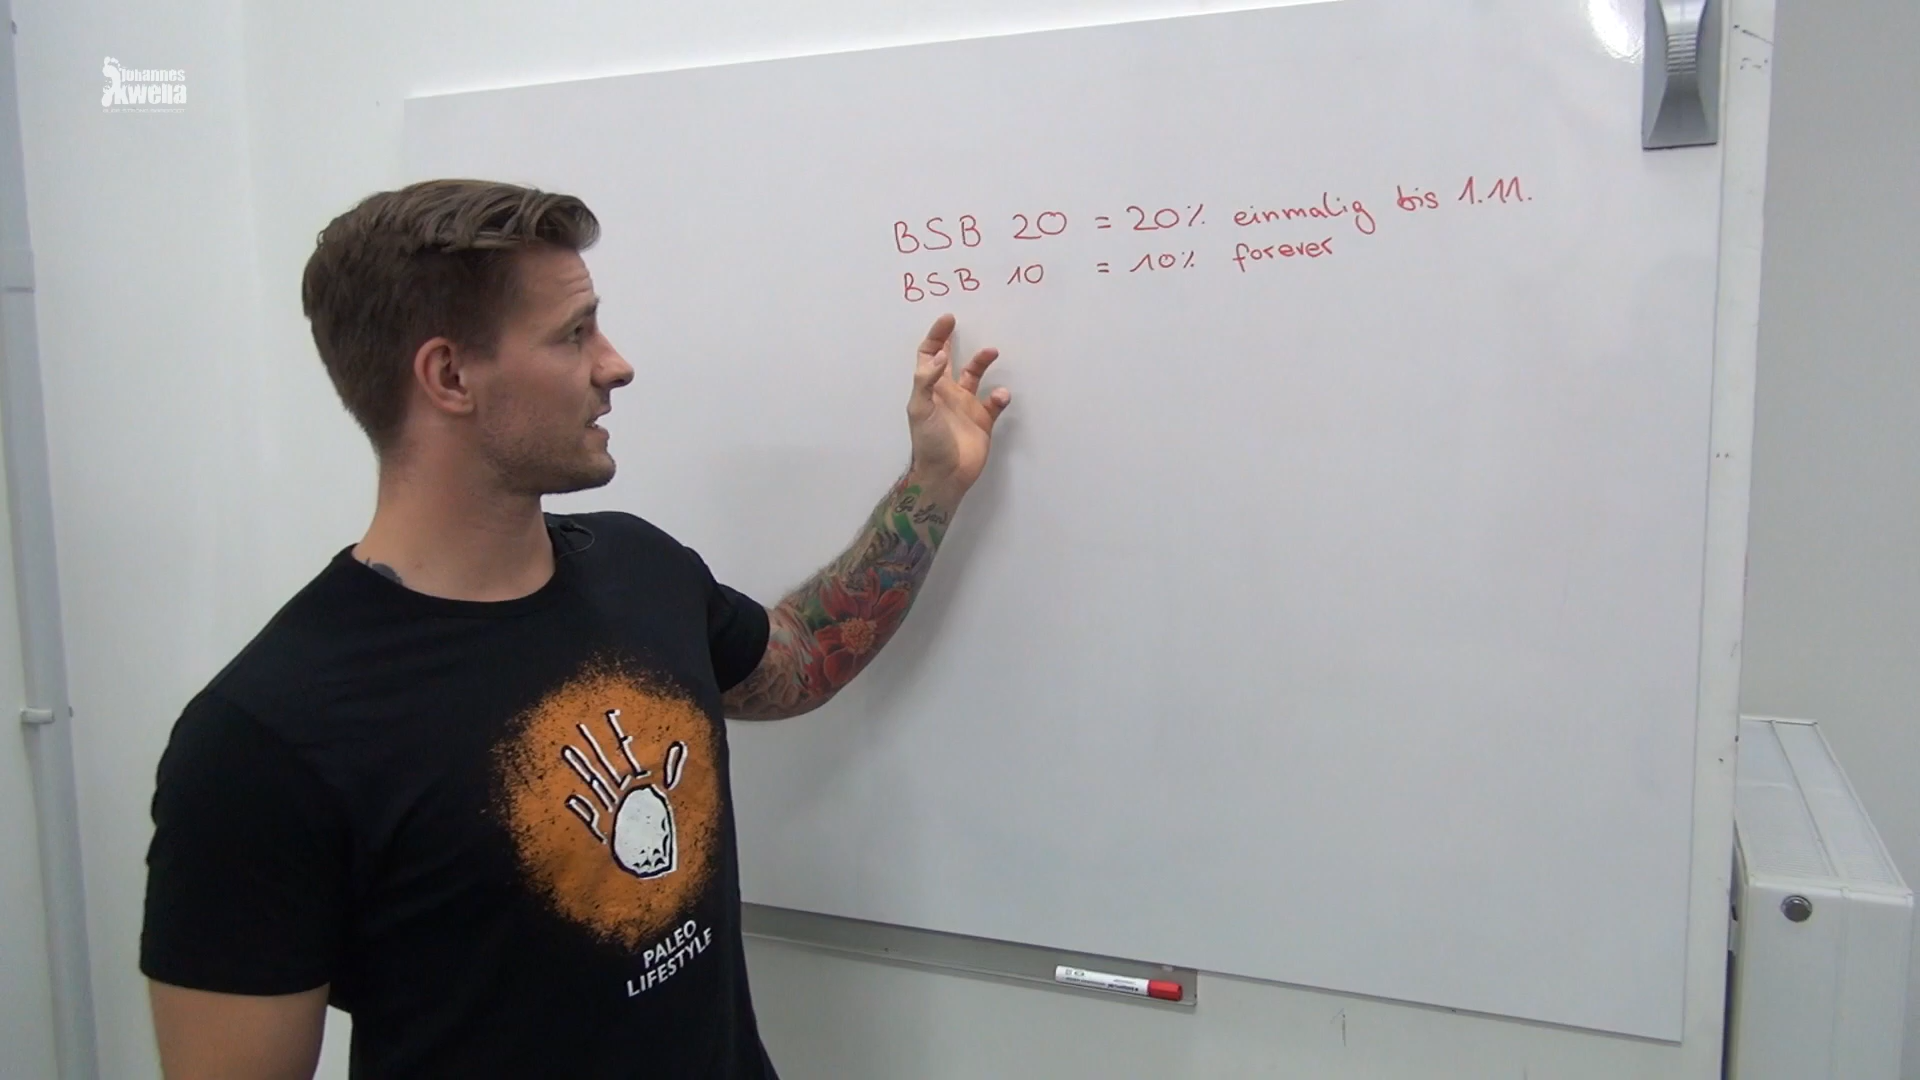 Johannes
Kwella
BSB 20 = 20% einmalig bis 1.11.
BSB 10 = 10% forever
PALEO
PALEO
LIFESTYLE